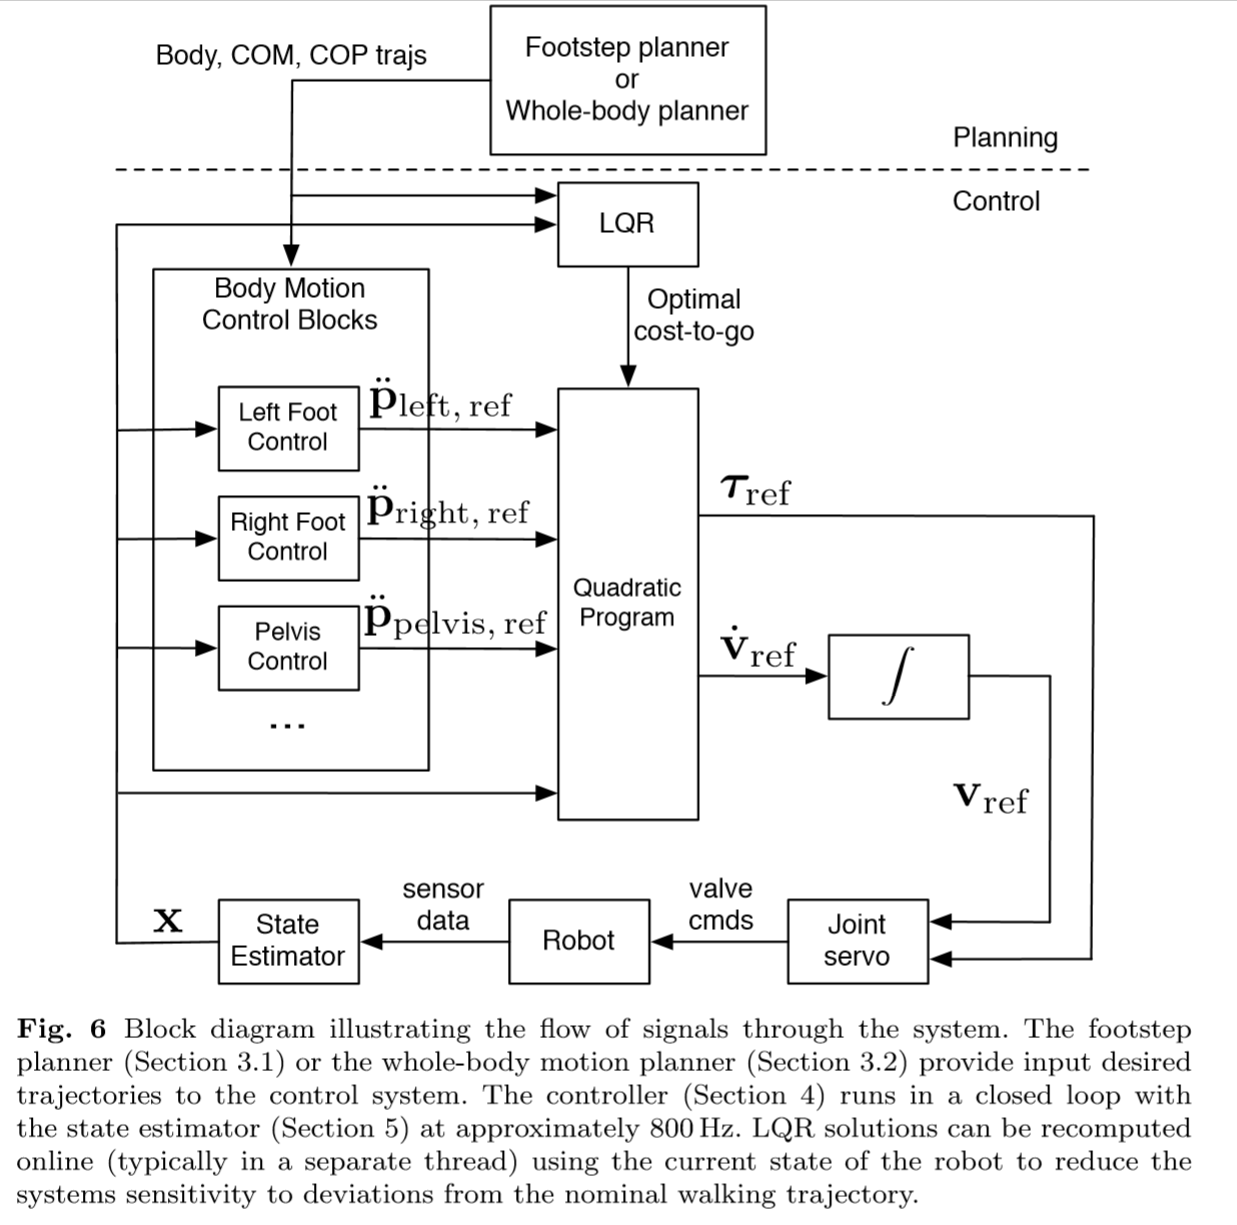 Body, COM, COP trajs
Footstep planner
or
Whole-body planner
Planning
Control
LQR
Body Motion
Control Blocks
Optimal
cost-to-go
Left Foot
Control
p̈left, ref
Right Foot
Control
p̈right, ref
Pelvis
Control
p̈pelvis, ref
...
Quadratic
Program
τref
v̇ref
∫
vref
x
State
Estimator
sensor
data
Robot
valve
cmds
Joint
servo
Fig. 6 Block diagram illustrating the flow of signals through the system. The footstep
planner (Section 3.1) or the whole-body motion planner (Section 3.2) provide input desired
trajectories to the control system. The controller (Section 4) runs in a closed loop with
the state estimator (Section 5) at approximately 800 Hz. LQR solutions can be recomputed
online (typically in a separate thread) using the current state of the robot to reduce the
systems sensitivity to deviations from the nominal walking trajectory.